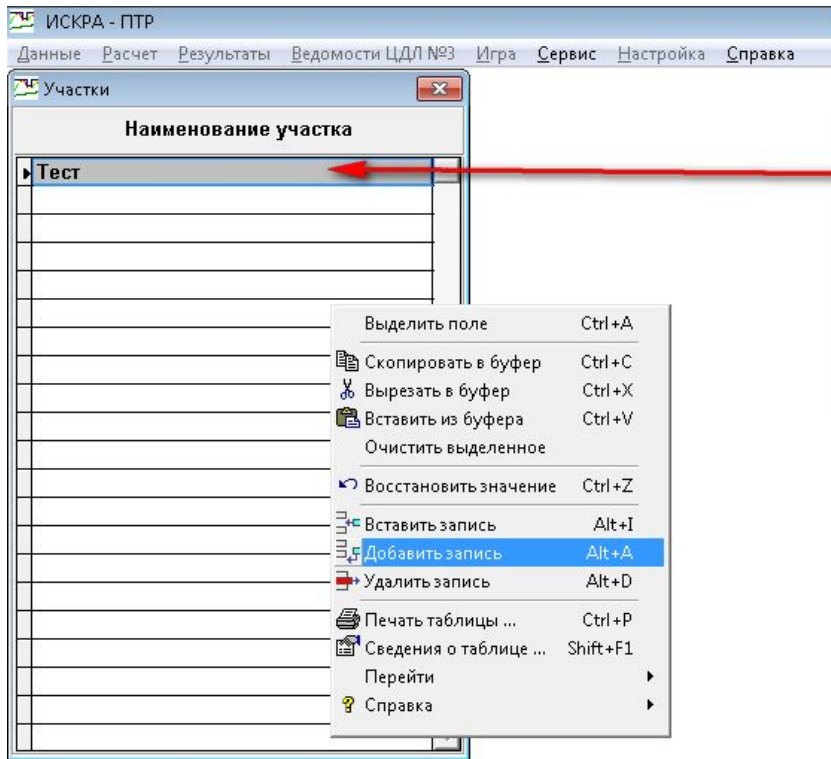 ИСКРА - ПТР
Данные Расчет Результаты Ведомости ЦДЛ №3 Игра Сервис Настройка Справка
Участки
Наименование участка
Тест
Выделить поле Ctrl+A
Скопировать в буфер Ctrl+C
Вырезать в буфер Ctrl+X
Вставить из буфера Ctrl+V
Очистить выделенное
Восстановить значение Ctrl+Z
Вставить запись Alt+I
Добавить запись Alt+A
Удалить запись Alt+D
Печать таблицы ... Ctrl+P
Сведения о таблице ... Shift+F1
Перейти
Справка